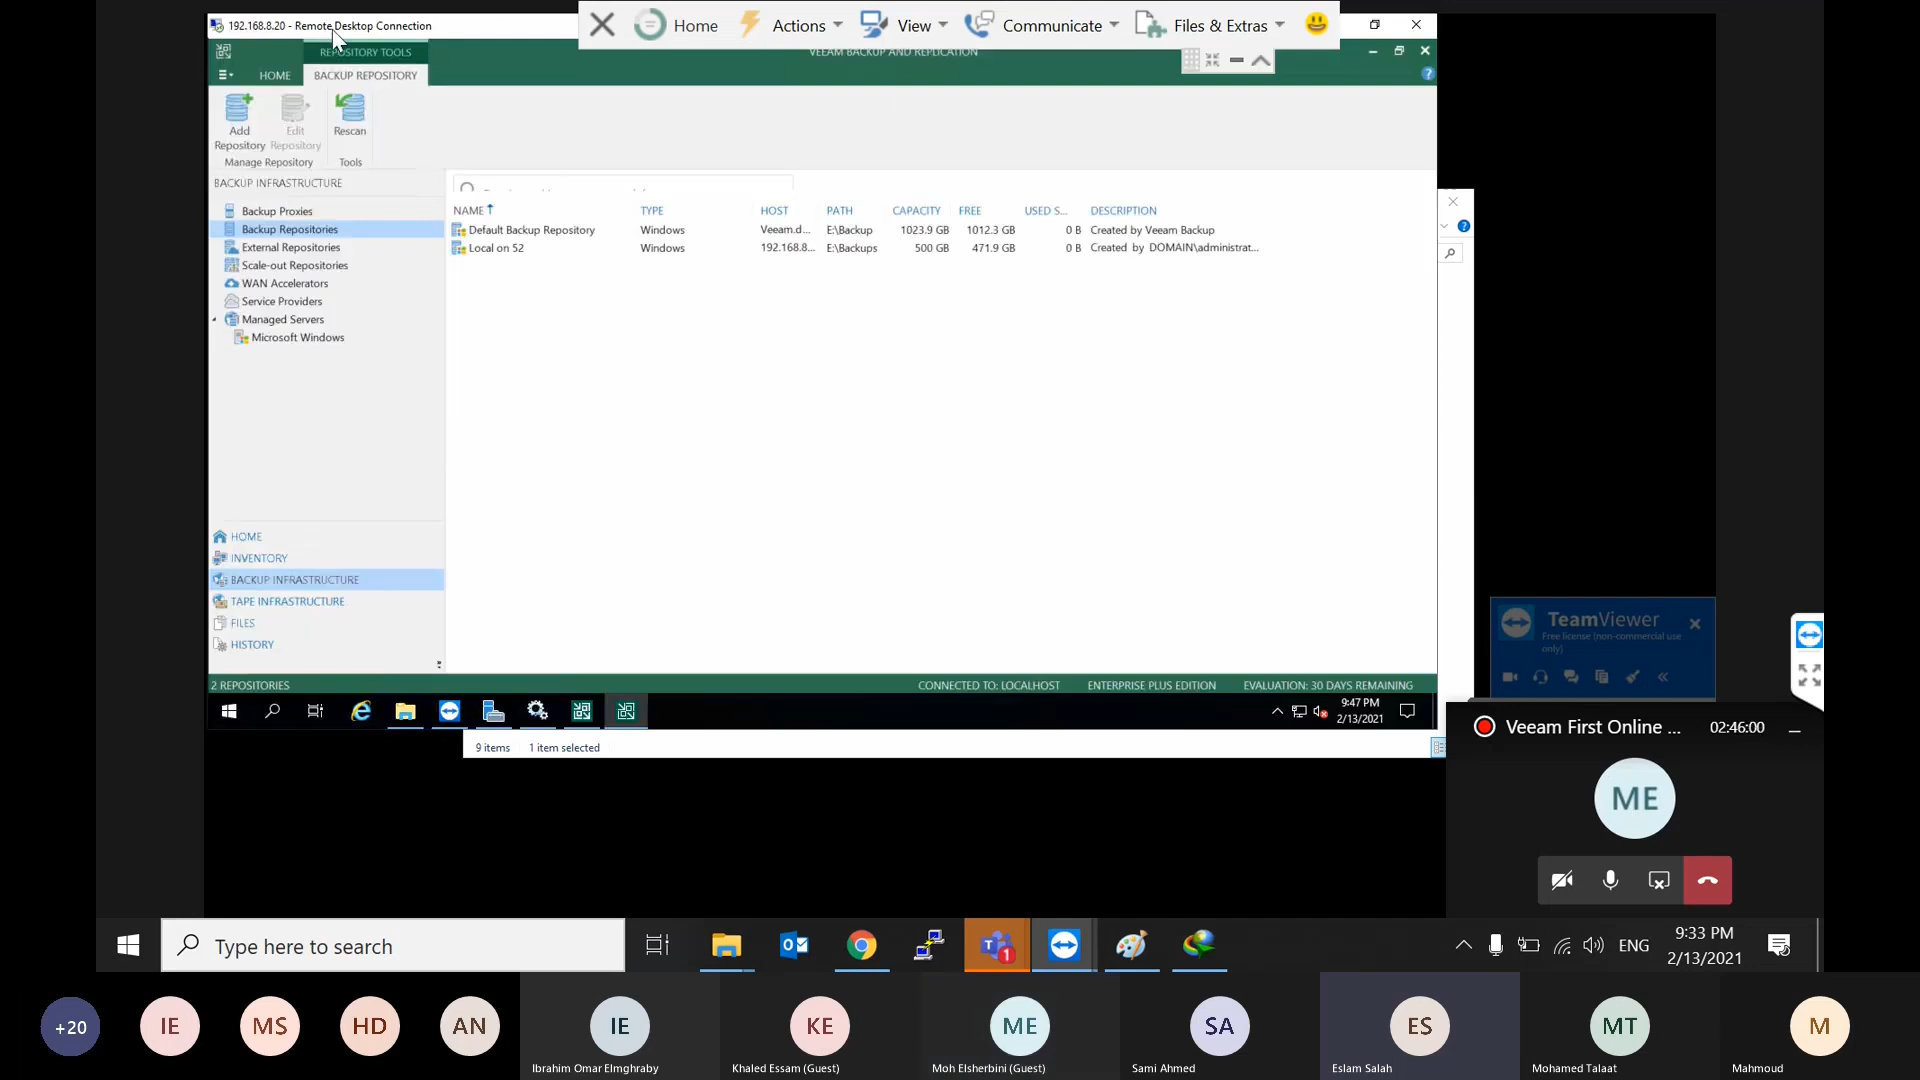 192.168.8.20 - Remote Desktop Connection
Home
Actions
View
Communicate
Files & Extras
REPOSITORY TOOLS
VEEAM BACKUP AND REPLICATION
HOME
BACKUP REPOSITORY
Add Repository
Edit Repository
Rescan
Manage Repository
Tools
BACKUP INFRASTRUCTURE
Backup Proxies
Backup Repositories
External Repositories
Scale-out Repositories
WAN Accelerators
Service Providers
Managed Servers
Microsoft Windows
NAME TYPE HOST PATH CAPACITY FREE USED S... DESCRIPTION
Default Backup Repository Windows Veeam.d... E:\Backup 1023.9 GB 1012.3 GB 0 B Created by Veeam Backup
Local on 52 Windows 192.168.8... E:\Backups 500 GB 471.9 GB 0 B Created by DOMAIN\administrat...
HOME
INVENTORY
BACKUP INFRASTRUCTURE
TAPE INFRASTRUCTURE
FILES
HISTORY
2 REPOSITORIES
CONNECTED TO: LOCALHOST
ENTERPRISE PLUS EDITION
EVALUATION: 30 DAYS REMAINING
9:47 PM
2/13/2021
9 items
1 item selected
TeamViewer
Free license (non-commercial use
only)
Veeam First Online ...
02:46:00
ME
Type here to search
1
ENG
9:33 PM
2/13/2021
+20
IE
MS
HD
AN
IE
Ibrahim Omar Elmghraby
KE
Khaled Essam (Guest)
ME
Moh Elsherbini (Guest)
SA
Sami Ahmed
ES
Eslam Salah
MT
Mohamed Talaat
M
Mahmoud